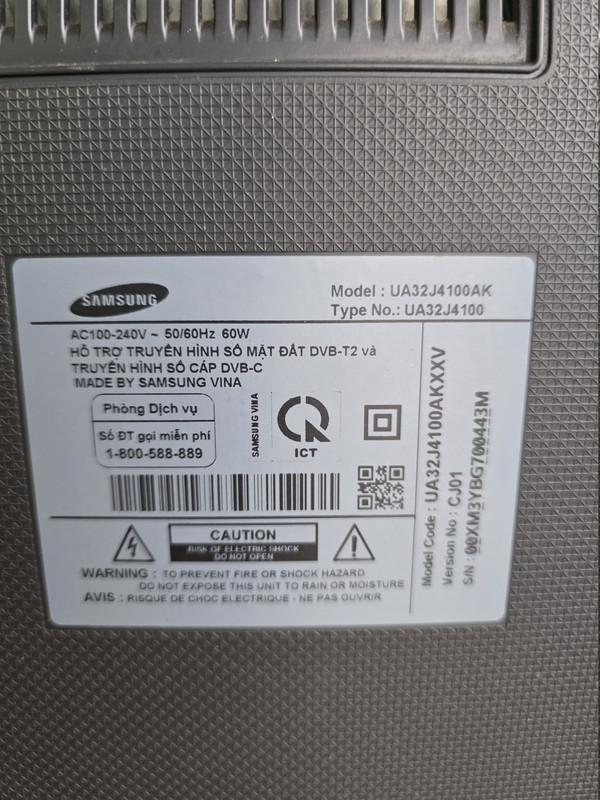 SAMSUNG
Model : UA32J4100AK
Type No.: UA32J4100
AC100-240V ~ 50/60Hz 60W
HỖ TRỢ TRUYỀN HÌNH SỐ MẶT ĐẤT DVB-T2 và
TRUYỀN HÌNH SỐ CÁP DVB-C
MADE BY SAMSUNG VINA
Phòng Dịch vụ
Số ĐT gọi miễn phí
1-800-588-889
SAMSUNG VINA
ICT
CAUTION
RISK OF ELECTRIC SHOCK
DO NOT OPEN
WARNING : TO PREVENT FIRE OR SHOCK HAZARD
DO NOT EXPOSE THIS UNIT TO RAIN OR MOISTURE
AVIS : RISQUE DE CHOC ELECTRIQUE - NE PAS OUVRIR
Model Code : UA32J4100AKXXV
Version No : CJ01
S/N : 00XM3YBG700443M